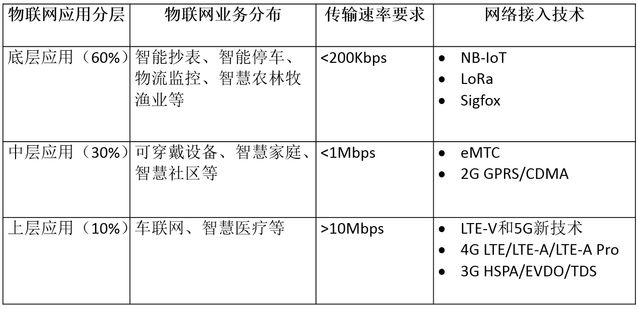 物联网应用分层 物联网业务分布 传输速率要求 网络接入技术
底层应用（60%） 智能抄表、智能停车、 <200Kbps • NB-IoT
物流监控、智慧农林牧 • LoRa
渔业等 • Sigfox
中层应用（30%） 可穿戴设备、智慧家庭、 <1Mbps • eMTC
智慧社区等 • 2G GPRS/CDMA
上层应用（10%） 车联网、智慧医疗等 >10Mbps • LTE-V和5G新技术
• 4G LTE/LTE-A/LTE-A Pro
• 3G HSPA/EVDO/TDS